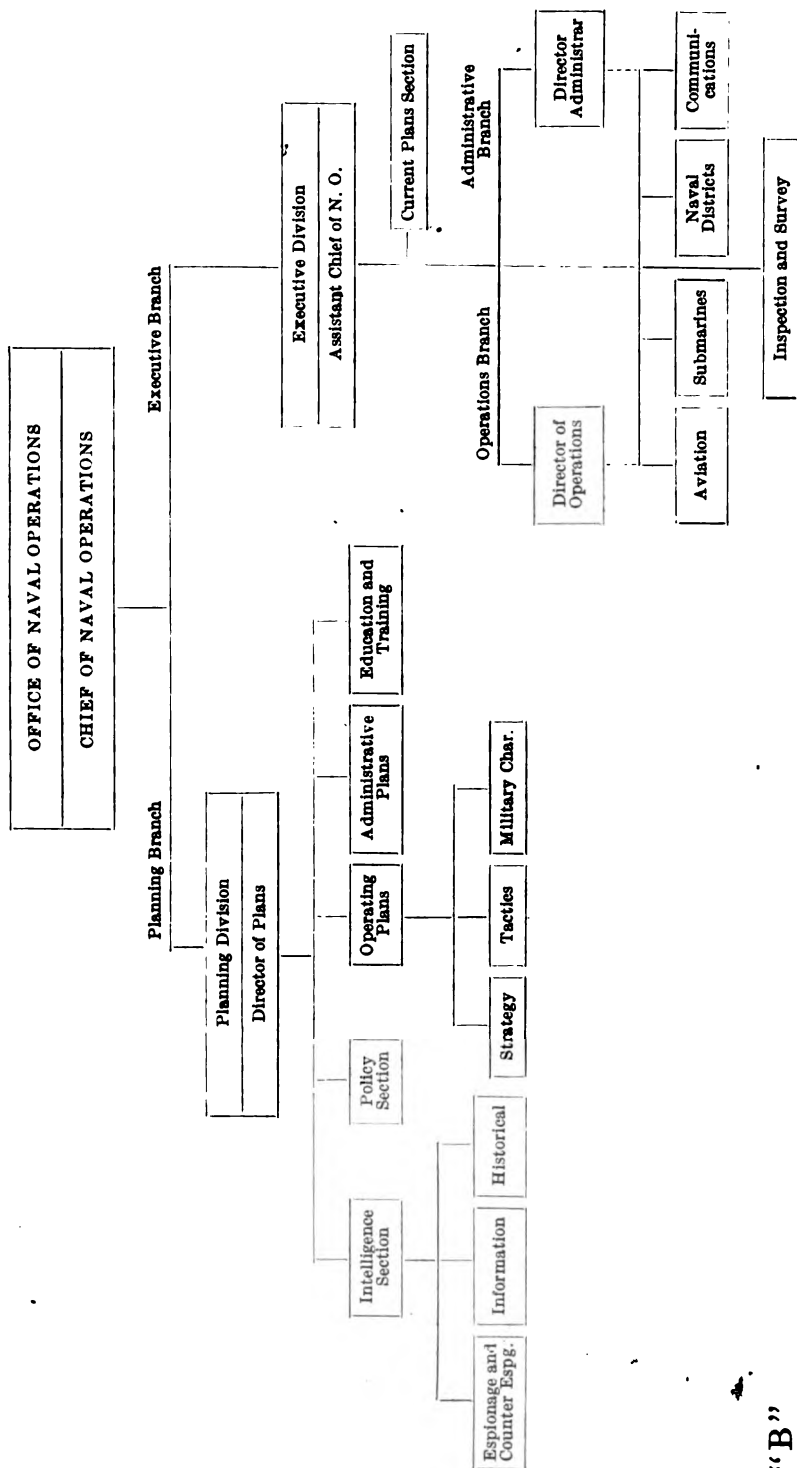 OFFICE OF NAVAL OPERATIONS
CHIEF OF NAVAL OPERATIONS
Planning Branch
Executive Branch
Planning Division
Director of Plans
Executive Division
Assistant Chief of N. O.
Intelligence
Section
Policy
Section
Operating
Plans
Administrative
Plans
Education and
Training
Current Plans Section
Espionage and
Counter Espg.
Information
Historical
Strategy
Tactics
Military Char.
Operations Branch
Administrative
Branch
Director of
Operations
Director
Administrar
Aviation
Submarines
Naval
Districts
Communi-
cations
Inspection and Survey
"B"